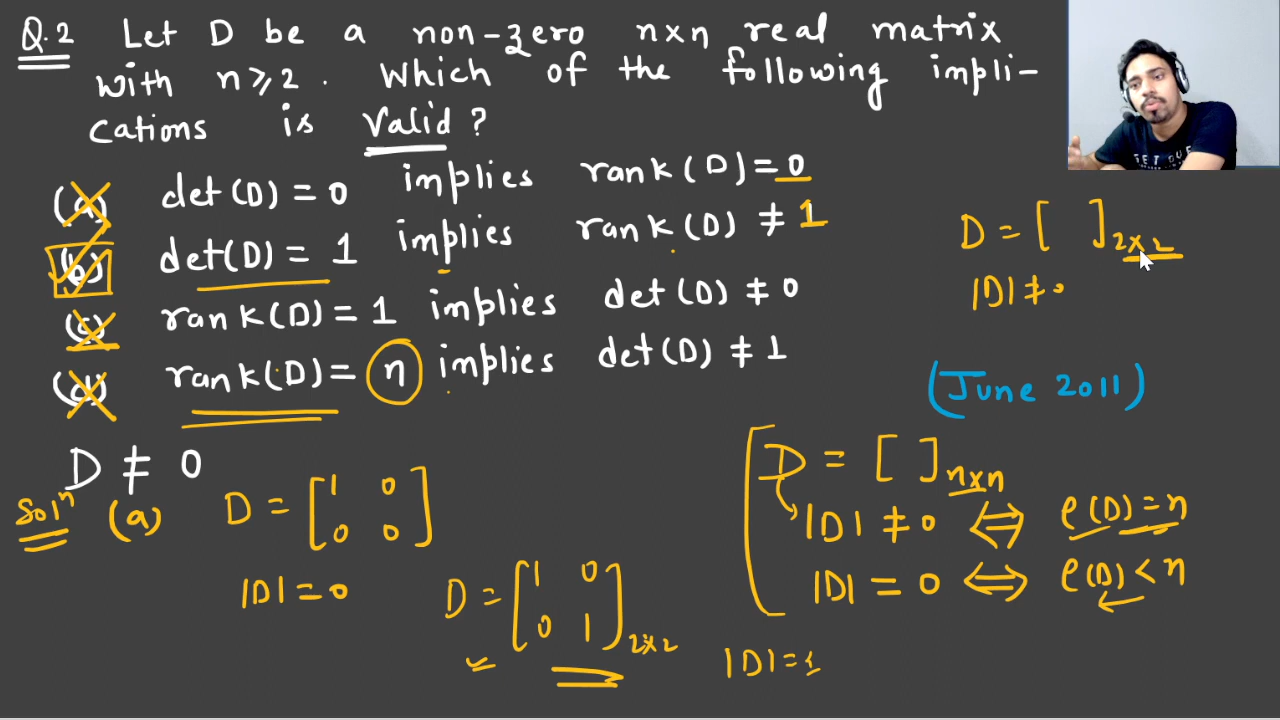 Q.2 Let D be a non-zero n×n real matrix
with n ⩾ 2. Which of the following impli-
cations is valid?
(a) det(D) = 0 implies rank(D) = 0
(b) det(D) = 1 implies rank(D) ≠ 1
(c) rank(D) = 1 implies det(D) ≠ 0
(d) rank(D) = n implies det(D) ≠ 1
D = [ ]2×2
|D| ≠ 0
(June 2011)
D ≠ 0
Solⁿ (a) D = [1 0
0 0]
|D| = 0
D = [1 0
0 1]2×2
|D| = 1
D = [ ]n×n
|D| ≠ 0 ⇔ ρ(D) = n
|D| = 0 ⇔ ρ(D) < n